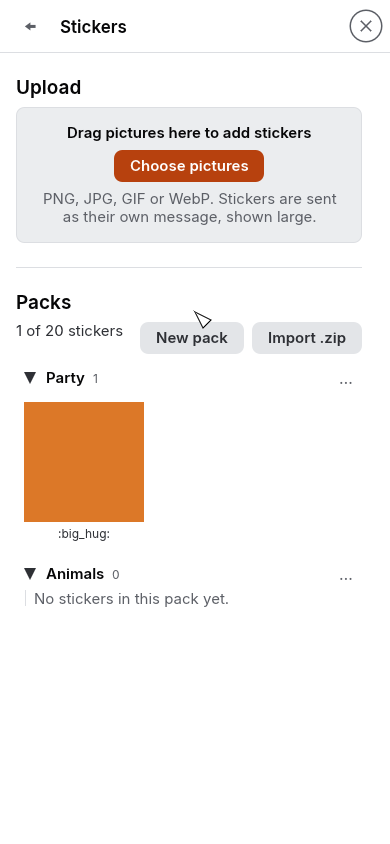 Stickers
Upload
Drag pictures here to add stickers
Choose pictures
PNG, JPG, GIF or WebP. Stickers are sent
as their own message, shown large.
Packs
1 of 20 stickers
New pack
Import .zip
Party 1
...
:big_hug:
Animals 0
...
No stickers in this pack yet.